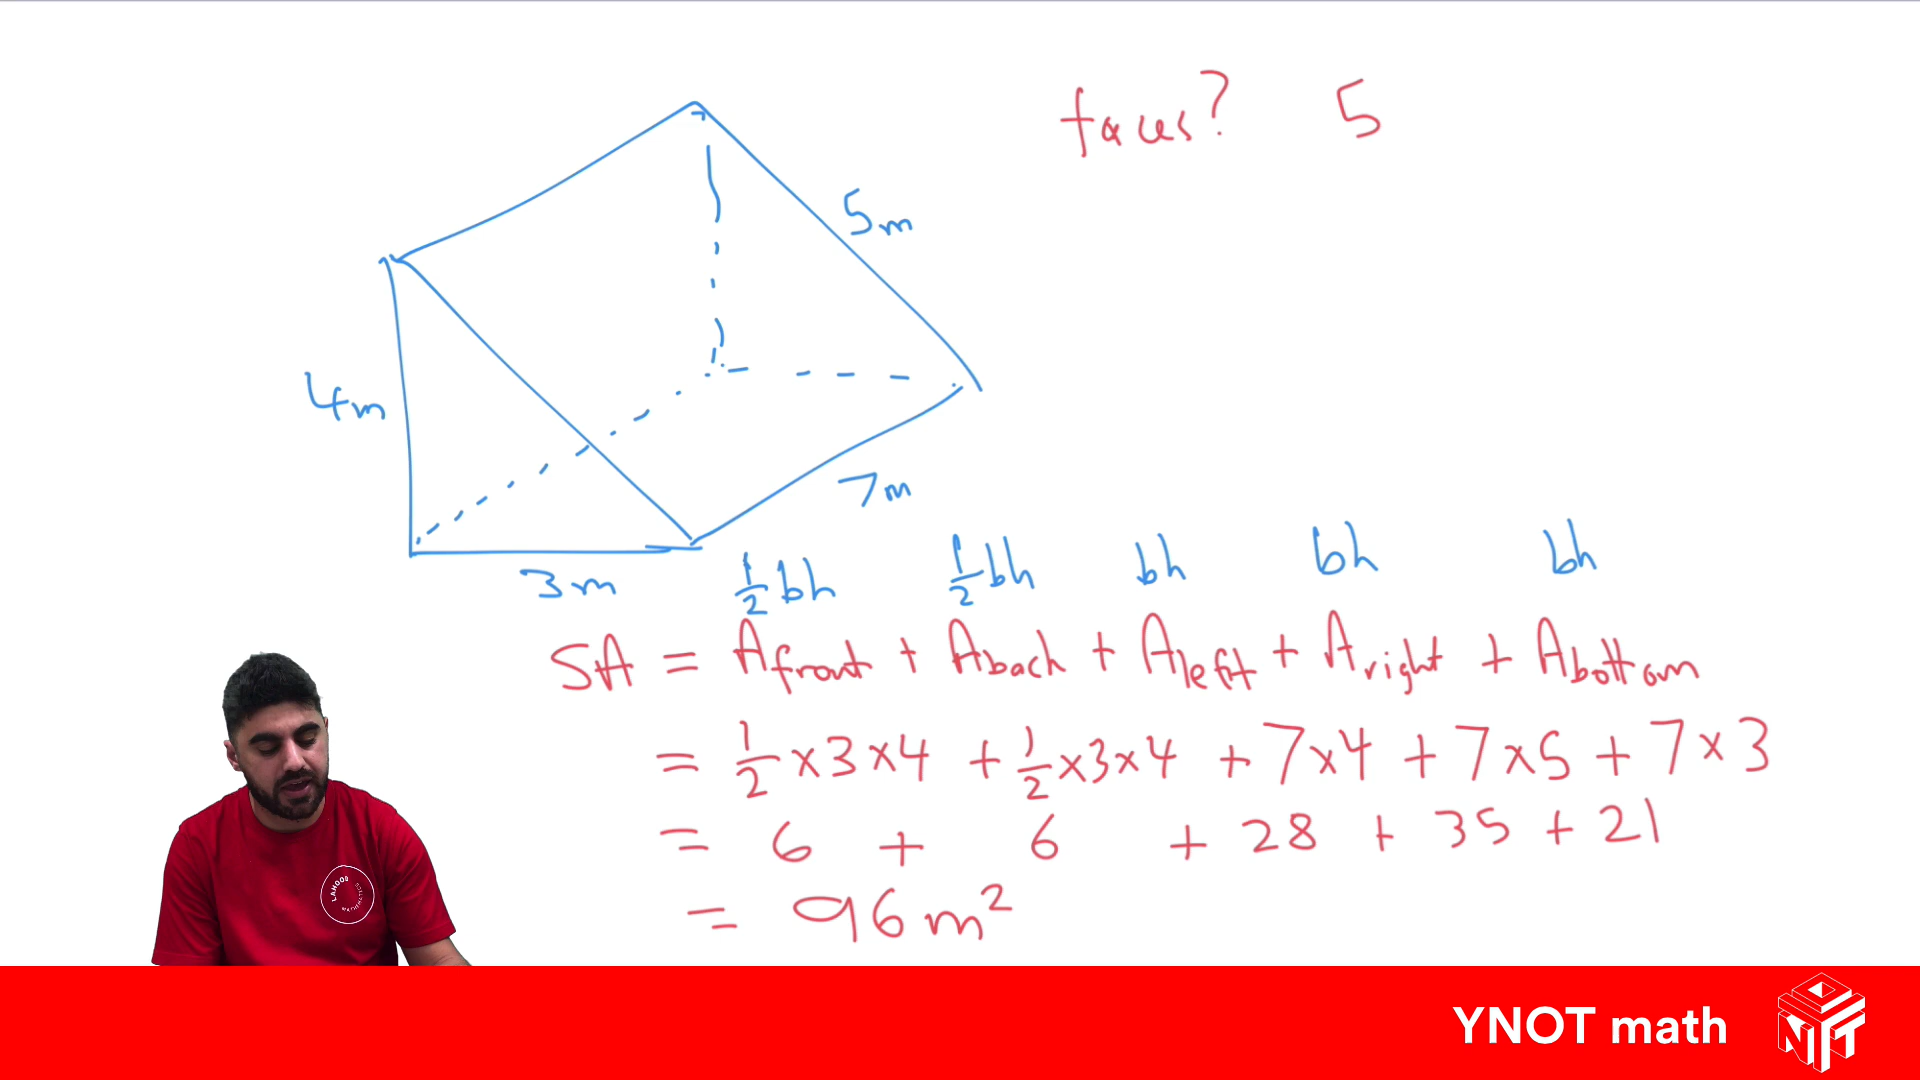 faces? 5
5m
4m
7m
3m
½bh ½bh bh bh bh
SA = Afront + Aback + Aleft + Aright + Abottom
= ½×3×4 + ½×3×4 + 7×4 + 7×5 + 7×3
= 6 + 6 + 28 + 35 + 21
= 96m²
LAHOOD
YNOT math